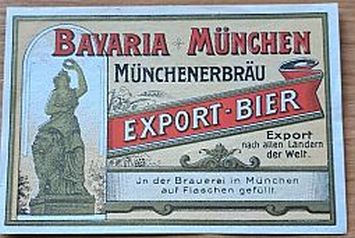 BAVARIA MÜNCHEN
MÜNCHENERBRÄU
EXPORT-BIER
Export
nach allen Ländern
der Welt.
In der Brauerei in München
auf Flaschen gefüllt.